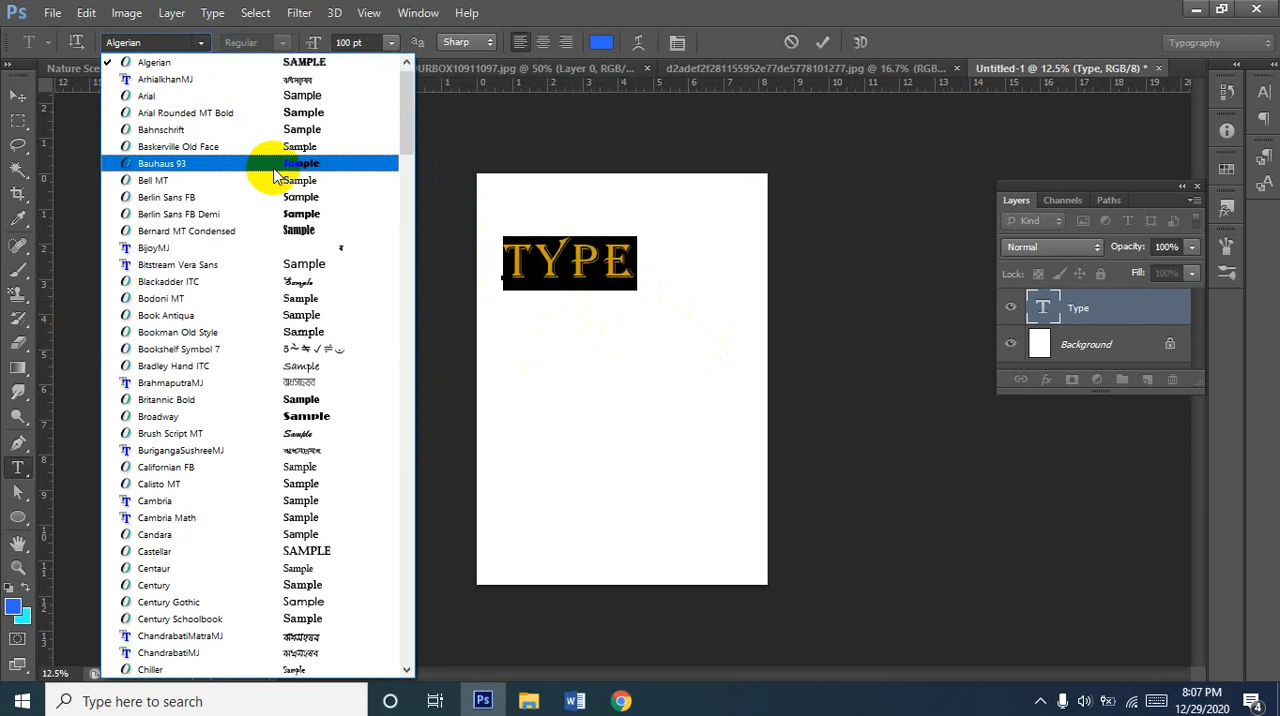 Ps File Edit Image Layer Type Select Filter 3D View Window Help
Algerian Regular 100 pt Sharp 3D Typography
URBOX10911097.jpg @ 50% (Layer 0, RGB/ d2adef2f281155952e77de5738101277.jpg @ 16.7% (RGB/8*) Untitled-1 @ 12.5% (Type, RGB/8) *
Algerian SAMPLE
ArhialkhanMJ
Arial Sample
Arial Rounded MT Bold Sample
Bahnschrift Sample
Baskerville Old Face Sample
Bauhaus 93 Sample
Bell MT Sample
Berlin Sans FB Sample
Berlin Sans FB Demi Sample
Bernard MT Condensed Sample
BijoyMJ
Bitstream Vera Sans Sample
Blackadder ITC Sample
Bodoni MT Sample
Book Antiqua Sample
Bookman Old Style Sample
Bookshelf Symbol 7
Bradley Hand ITC Sample
BrahmaputraMJ
Britannic Bold Sample
Broadway Sample
Brush Script MT Sample
BurigangaSushreeMJ
Californian FB Sample
Calisto MT Sample
Cambria Sample
Cambria Math Sample
Candara Sample
Castellar SAMPLE
Centaur Sample
Century Sample
Century Gothic Sample
Century Schoolbook Sample
ChandrabatiMatraMJ
ChandrabatiMJ
Chiller Sample
TYPE
Layers Channels Paths
Kind
Normal Opacity: 100%
Lock: Fill: 100%
Type
Background
12.5%
Type here to search
8:07 PM
12/29/2020
4